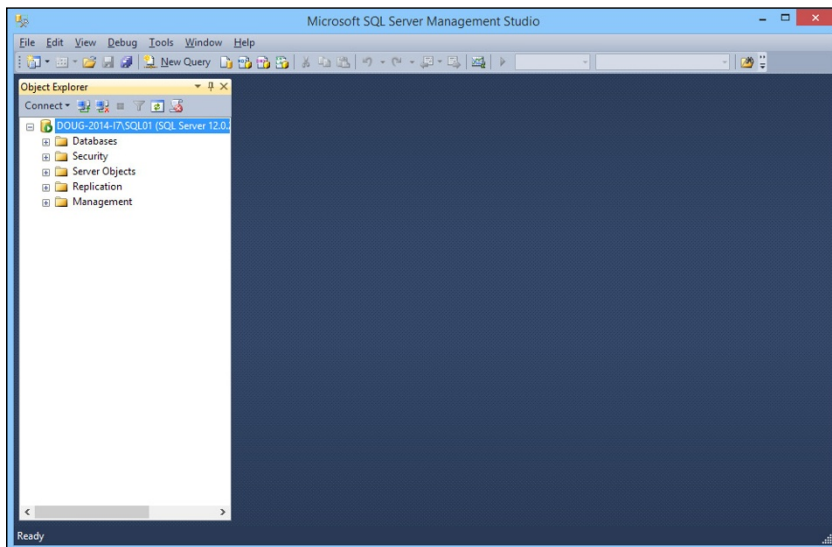 Microsoft SQL Server Management Studio
File Edit View Debug Tools Window Help
New Query
Object Explorer
Connect
DOUG-2014-I7\SQL01 (SQL Server 12.0.
Databases
Security
Server Objects
Replication
Management
Ready